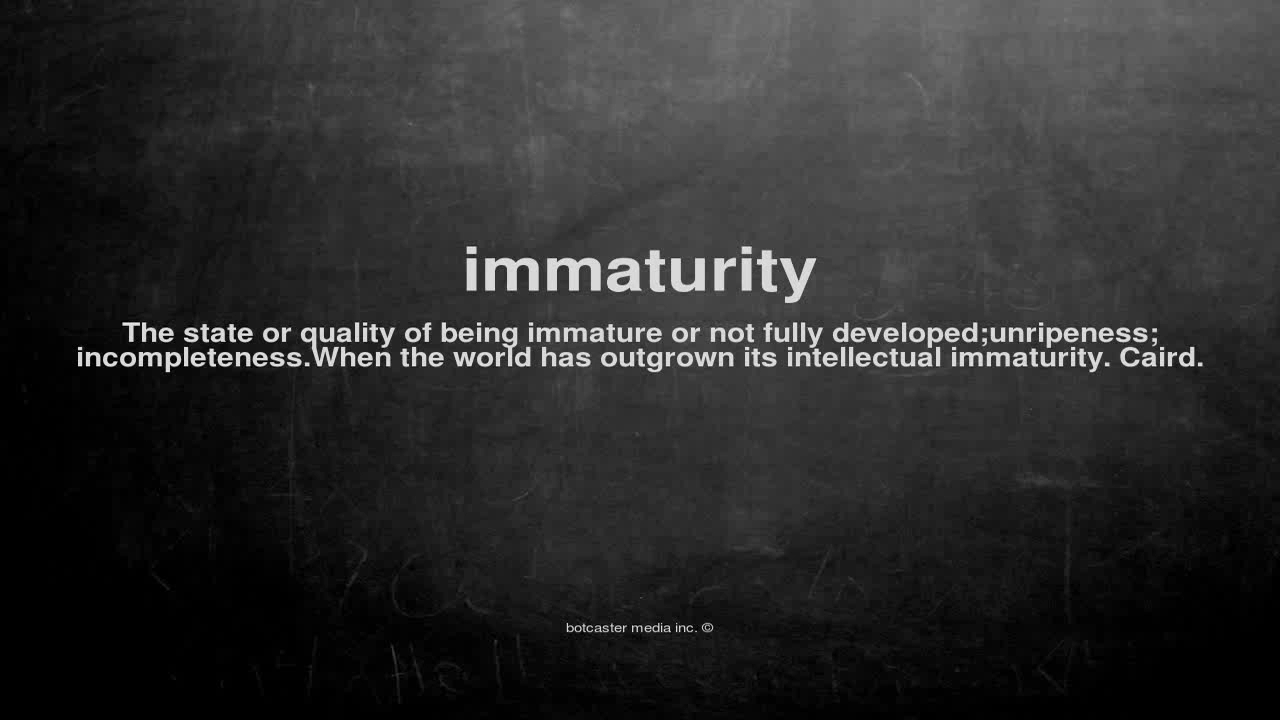 immaturity
The state or quality of being immature or not fully developed;unripeness;
incompleteness.When the world has outgrown its intellectual immaturity. Caird.
botcaster media inc. ©